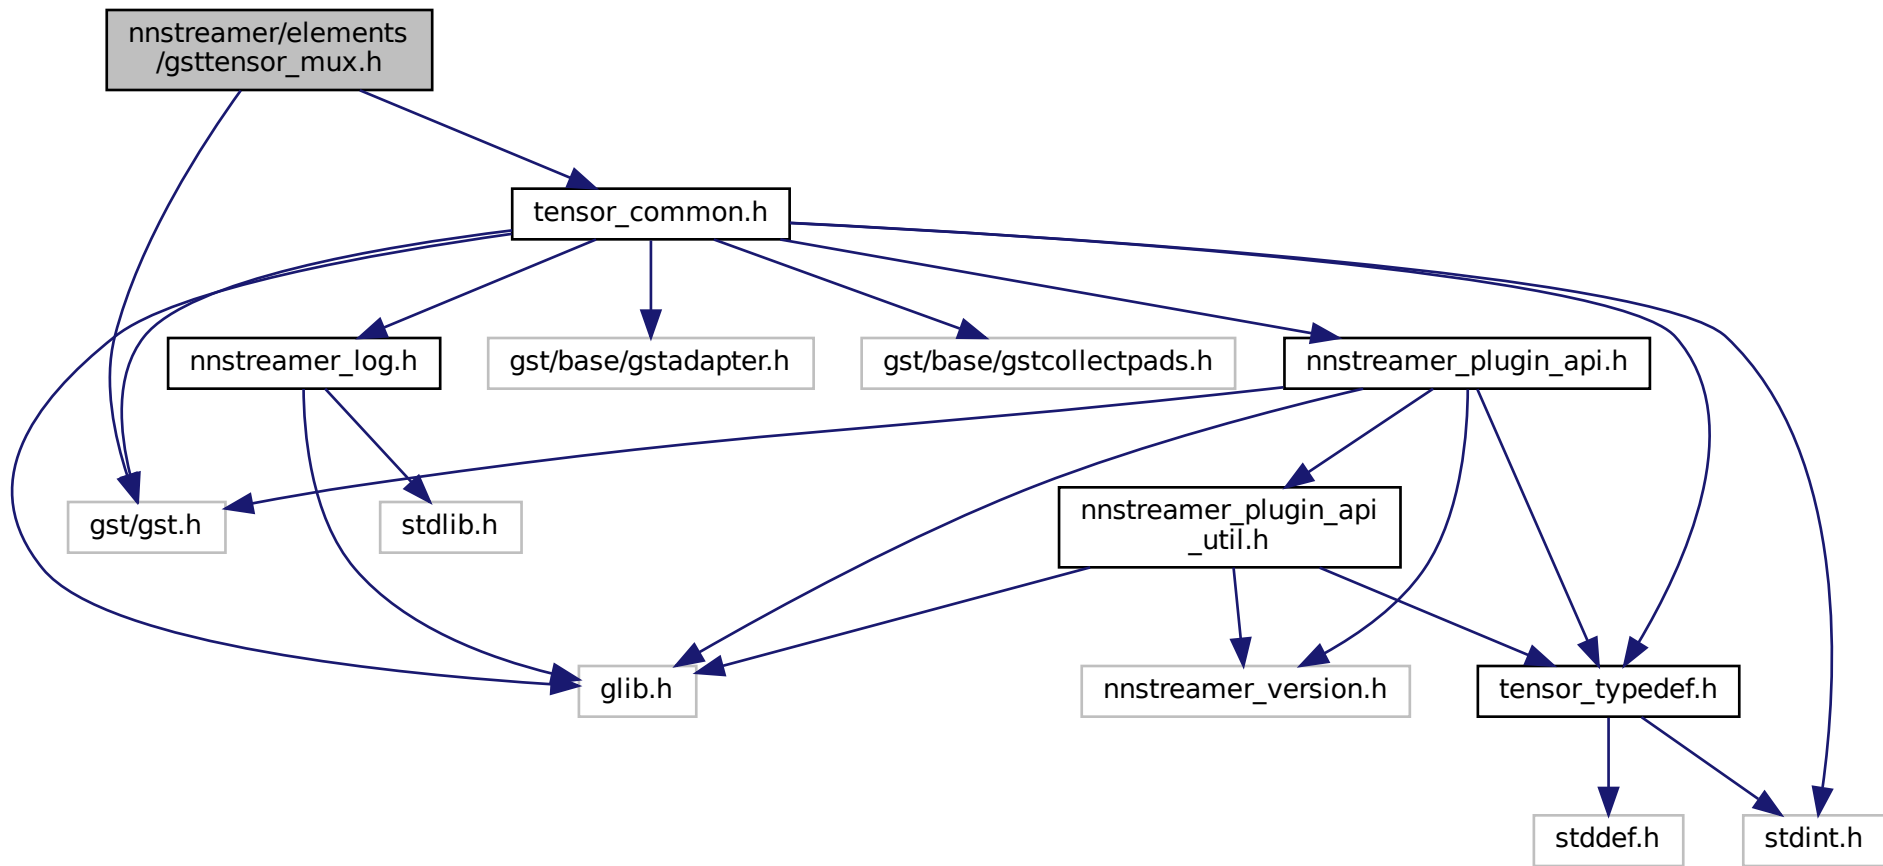 nnstreamer/elements
/gsttensor_mux.h
tensor_common.h
nnstreamer_log.h
gst/base/gstadapter.h
gst/base/gstcollectpads.h
nnstreamer_plugin_api.h
gst/gst.h
stdlib.h
nnstreamer_plugin_api
_util.h
glib.h
nnstreamer_version.h
tensor_typedef.h
stddef.h
stdint.h